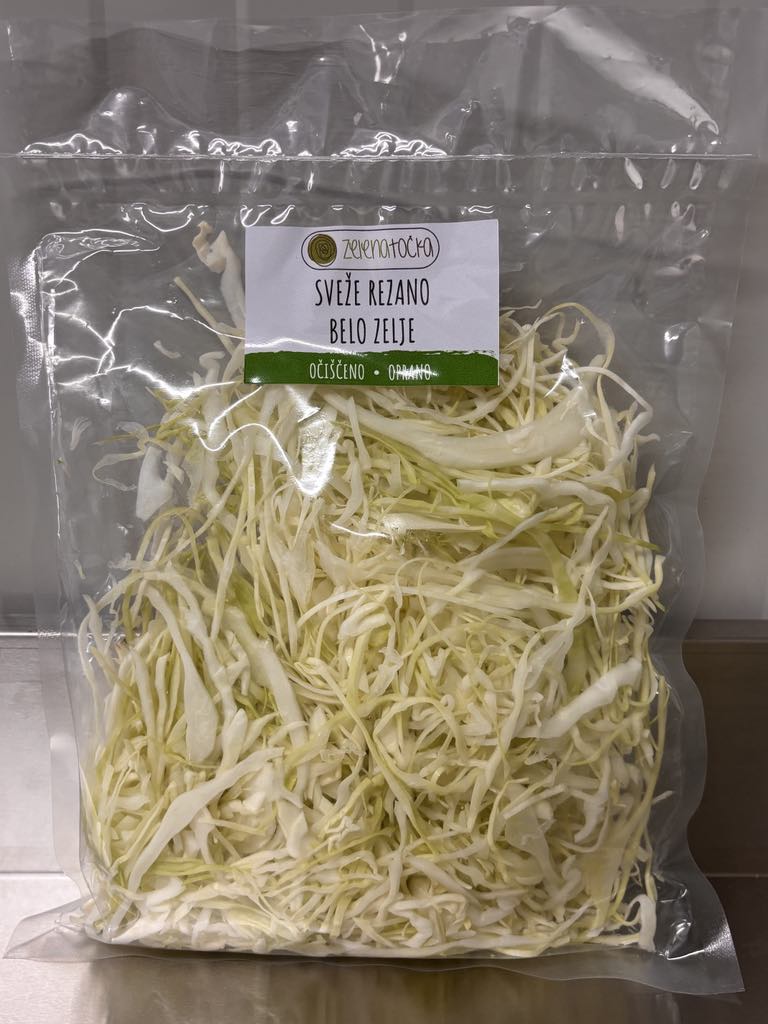 zelenatočka
SVEŽE REZANO
BELO ZELJE
OČIŠČENO • OPRANO